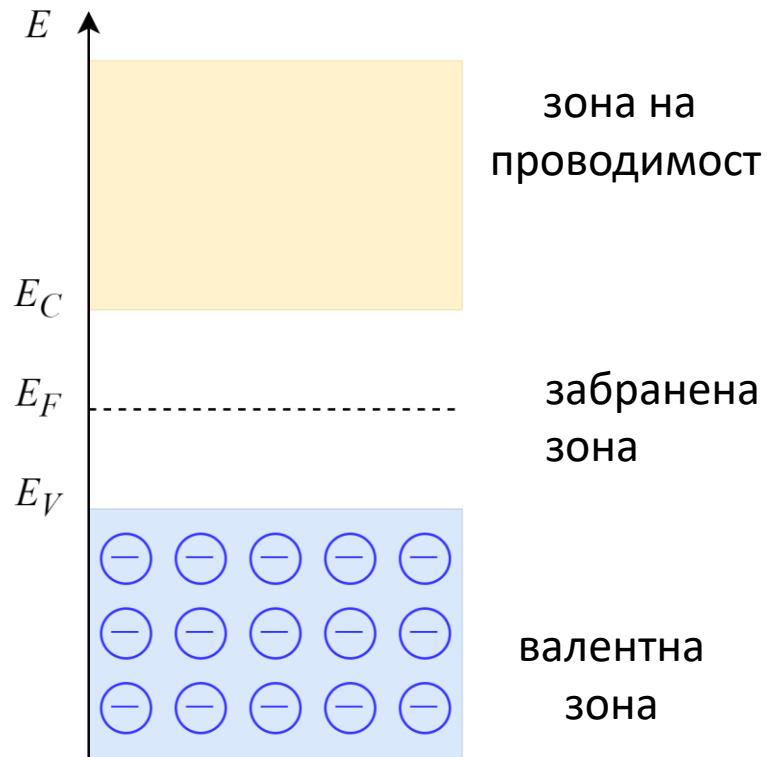 E
зона на
проводимост
E_C
E_F
забранена
зона
E_V
− − − − −
− − − − −
− − − − −
валентна
зона